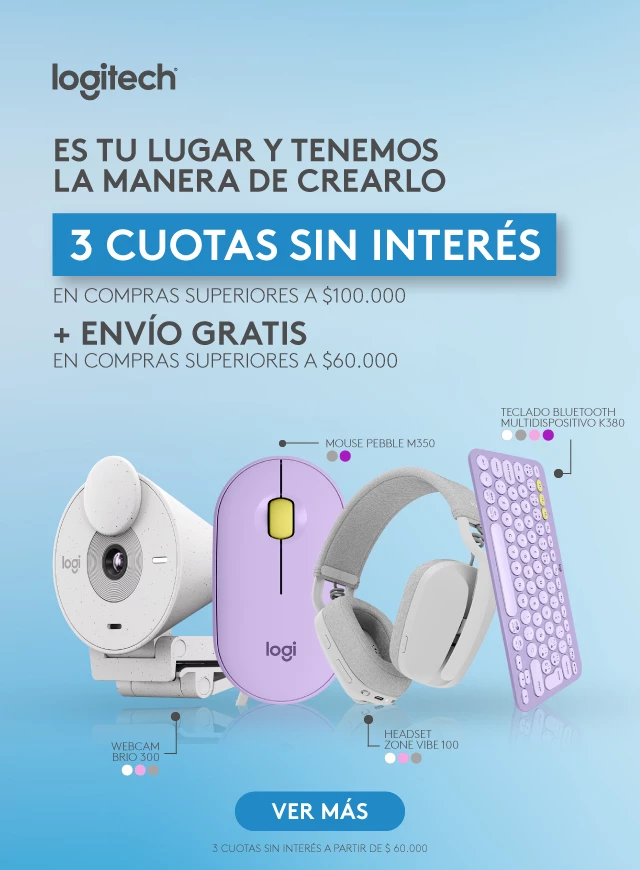 logitech
ES TU LUGAR Y TENEMOS
LA MANERA DE CREARLO
3 CUOTAS SIN INTERÉS
EN COMPRAS SUPERIORES A $100.000
+ ENVÍO GRATIS
EN COMPRAS SUPERIORES A $60.000
TECLADO BLUETOOTH
MULTIDISPOSITIVO K380
MOUSE PEBBLE M350
logi
logi
WEBCAM
BRIO 300
HEADSET
ZONE VIBE 100
VER MÁS
3 CUOTAS SIN INTERÉS A PARTIR DE $ 60.000